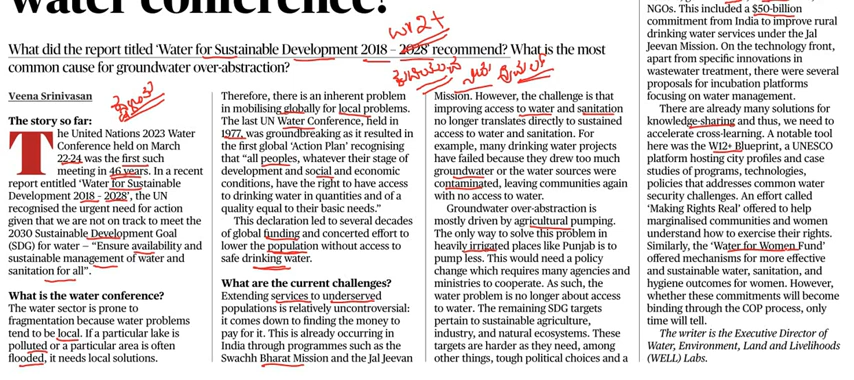 water conference?
What did the report titled ‘Water for Sustainable Development 2018 – 2028’ recommend? What is the most
common cause for groundwater over-abstraction?
Veena Srinivasan
The story so far:
The United Nations 2023 Water
Conference held on March
22-24 was the first such
meeting in 46 years. In a recent
report entitled ‘Water for Sustainable
Development 2018 – 2028’, the UN
recognised the urgent need for action
given that we are not on track to meet the
2030 Sustainable Development Goal
(SDG) for water – “Ensure availability and
sustainable management of water and
sanitation for all”.
What is the water conference?
The water sector is prone to
fragmentation because water problems
tend to be local. If a particular lake is
polluted or a particular area is often
flooded, it needs local solutions.
Therefore, there is an inherent problem
in mobilising globally for local problems.
The last UN Water Conference, held in
1977, was groundbreaking as it resulted in
the first global ‘Action Plan’ recognising
that “all peoples, whatever their stage of
development and social and economic
conditions, have the right to have access
to drinking water in quantities and of a
quality equal to their basic needs.”
This declaration led to several decades
of global funding and concerted effort to
lower the population without access to
safe drinking water.
What are the current challenges?
Extending services to underserved
populations is relatively uncontroversial:
it comes down to finding the money to
pay for it. This is already occurring in
India through programmes such as the
Swachh Bharat Mission and the Jal Jeevan
Mission. However, the challenge is that
improving access to water and sanitation
no longer translates directly to sustained
access to water and sanitation. For
example, many drinking water projects
have failed because they drew too much
groundwater or the water sources were
contaminated, leaving communities again
with no access to water.
Groundwater over-abstraction is
mostly driven by agricultural pumping.
The only way to solve this problem in
heavily irrigated places like Punjab is to
pump less. This would need a policy
change which requires many agencies and
ministries to cooperate. As such, the
water problem is no longer about access
to water. The remaining SDG targets
pertain to sustainable agriculture,
industry, and natural ecosystems. These
targets are harder as they need, among
other things, tough political choices and a
NGOs. This included a $50-billion
commitment from India to improve rural
drinking water services under the Jal
Jeevan Mission. On the technology front,
apart from specific innovations in
wastewater treatment, there were several
proposals for incubation platforms
focusing on water management.
There are already many solutions for
knowledge-sharing and thus, we need to
accelerate cross-learning. A notable tool
here was the W12+ Blueprint, a UNESCO
platform hosting city profiles and case
studies of programs, technologies,
policies that addresses common water
security challenges. An effort called
‘Making Rights Real’ offered to help
marginalised communities and women
understand how to exercise their rights.
Similarly, the ‘Water for Women Fund’
offered mechanisms for more effective
and sustainable water, sanitation, and
hygiene outcomes for women. However,
whether these commitments will become
binding through the COP process, only
time will tell.
The writer is the Executive Director of
Water, Environment, Land and Livelihoods
(WELL) Labs.